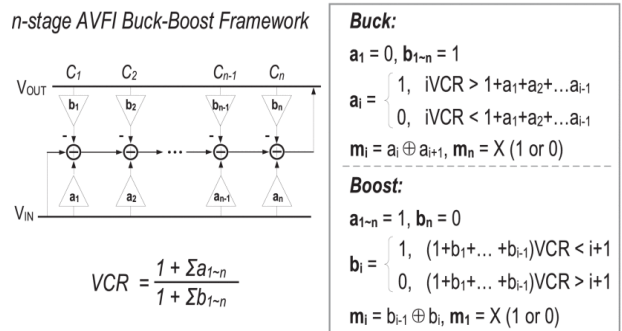 n-stage AVFI Buck-Boost Framework
C1 C2 Cn-1 Cn
VOUT
b1 b2 bn-1 bn
- - - -
− − ••• − −
a1 a2 an-1 an
VIN
VCR = 1 + Σa1~n / 1 + Σb1~n
Buck:
a1 = 0, b1~n = 1
ai = { 1, iVCR > 1+a1+a2+…ai-1
0, iVCR < 1+a1+a2+…ai-1
mi = ai ⊕ ai+1, mn = X (1 or 0)
Boost:
a1~n = 1, bn = 0
bi = { 1, (1+b1+… +bi-1)VCR < i+1
0, (1+b1+… +bi-1)VCR > i+1
mi = bi-1 ⊕ bi, m1 = X (1 or 0)